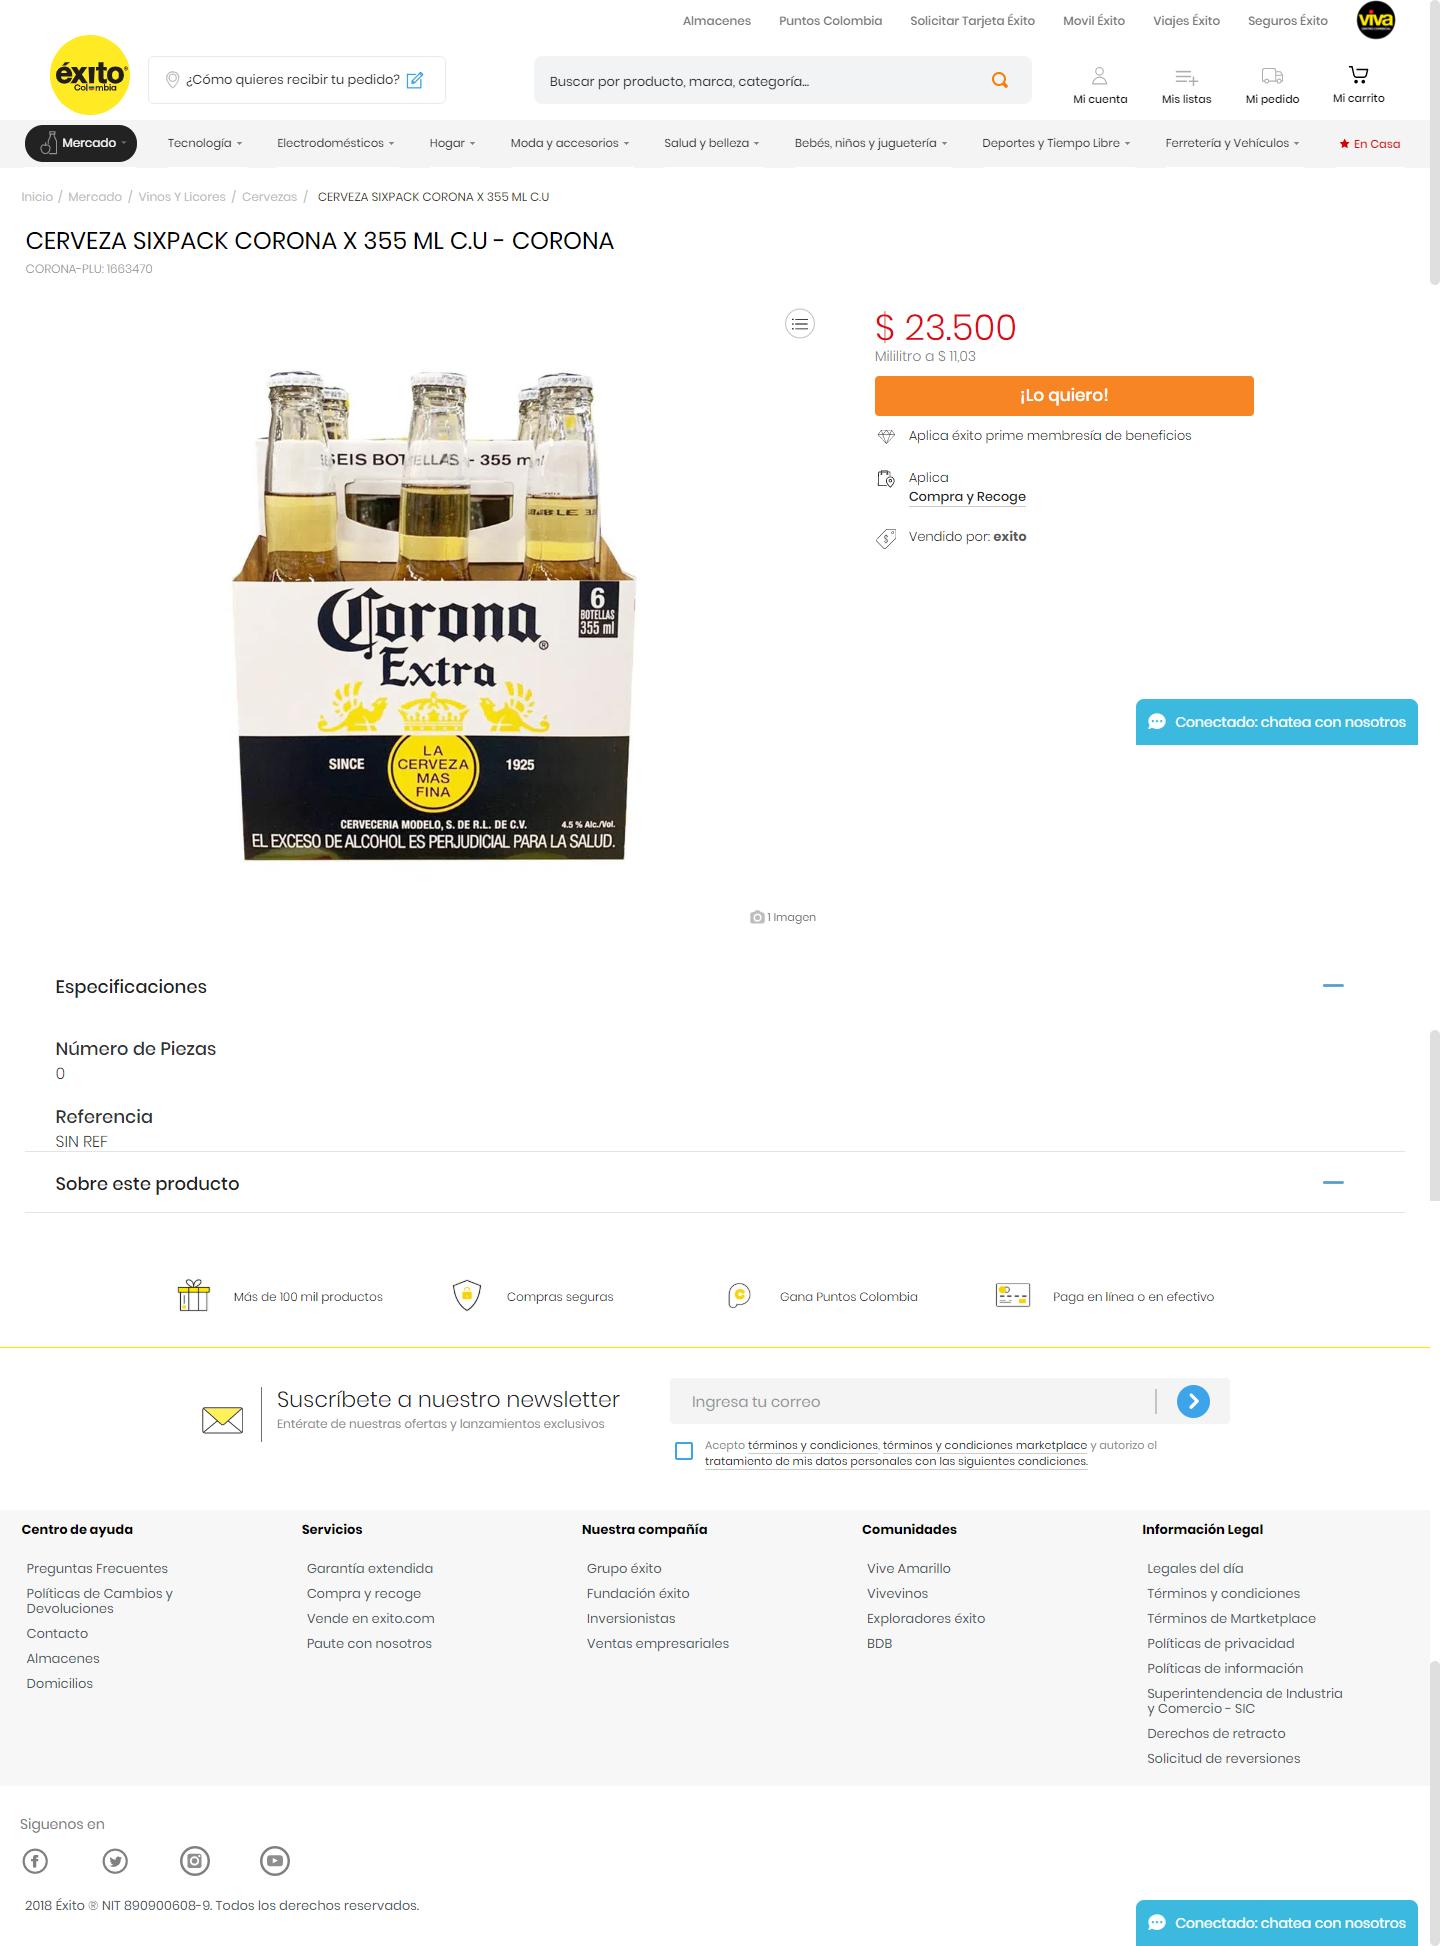 Almacenes Puntos Colombia Solicitar Tarjeta Éxito Movil Éxito Viajes Éxito Seguros Éxito viva
éxito
Colombia
¿Cómo quieres recibir tu pedido?
Buscar por producto, marca, categoría...
Mi cuenta Mis listas Mi pedido Mi carrito
Mercado Tecnología Electrodomésticos Hogar Moda y accesorios Salud y belleza Bebés, niños y juguetería Deportes y Tiempo Libre Ferretería y Vehículos En Casa
Inicio / Mercado / Vinos Y Licores / Cervezas / CERVEZA SIXPACK CORONA X 355 ML C.U
CERVEZA SIXPACK CORONA X 355 ML C.U - CORONA
CORONA-PLU: 1663470
SEIS BOTELLAS - 355 ml
Corona®
Extra
6
BOTELLAS
355 ml
SINCE
LA
CERVEZA
MAS
FINA
1925
CERVECERIA MODELO, S. DE R.L. DE C.V. 4.5 % Alc./Vol.
EL EXCESO DE ALCOHOL ES PERJUDICIAL PARA LA SALUD.
1 Imagen
$ 23.500
Mililitro a $ 11,03
¡Lo quiero!
Aplica éxito prime membresía de beneficios
Aplica
Compra y Recoge
Vendido por: exito
Conectado: chatea con nosotros
Especificaciones
Número de Piezas
0
Referencia
SIN REF
Sobre este producto
Más de 100 mil productos Compras seguras Gana Puntos Colombia Paga en línea o en efectivo
Suscríbete a nuestro newsletter
Entérate de nuestras ofertas y lanzamientos exclusivos
Ingresa tu correo
Acepto términos y condiciones, términos y condiciones marketplace y autorizo el
tratamiento de mis datos personales con las siguientes condiciones.
Centro de ayuda
Preguntas Frecuentes
Políticas de Cambios y
Devoluciones
Contacto
Almacenes
Domicilios
Servicios
Garantía extendida
Compra y recoge
Vende en exito.com
Paute con nosotros
Nuestra compañía
Grupo éxito
Fundación éxito
Inversionistas
Ventas empresariales
Comunidades
Vive Amarillo
Vivevinos
Exploradores éxito
BDB
Información Legal
Legales del día
Términos y condiciones
Términos de Martketplace
Políticas de privacidad
Políticas de información
Superintendencia de Industria
y Comercio - SIC
Derechos de retracto
Solicitud de reversiones
Siguenos en
2018 Éxito ® NIT 890900608-9. Todos los derechos reservados.
Conectado: chatea con nosotros